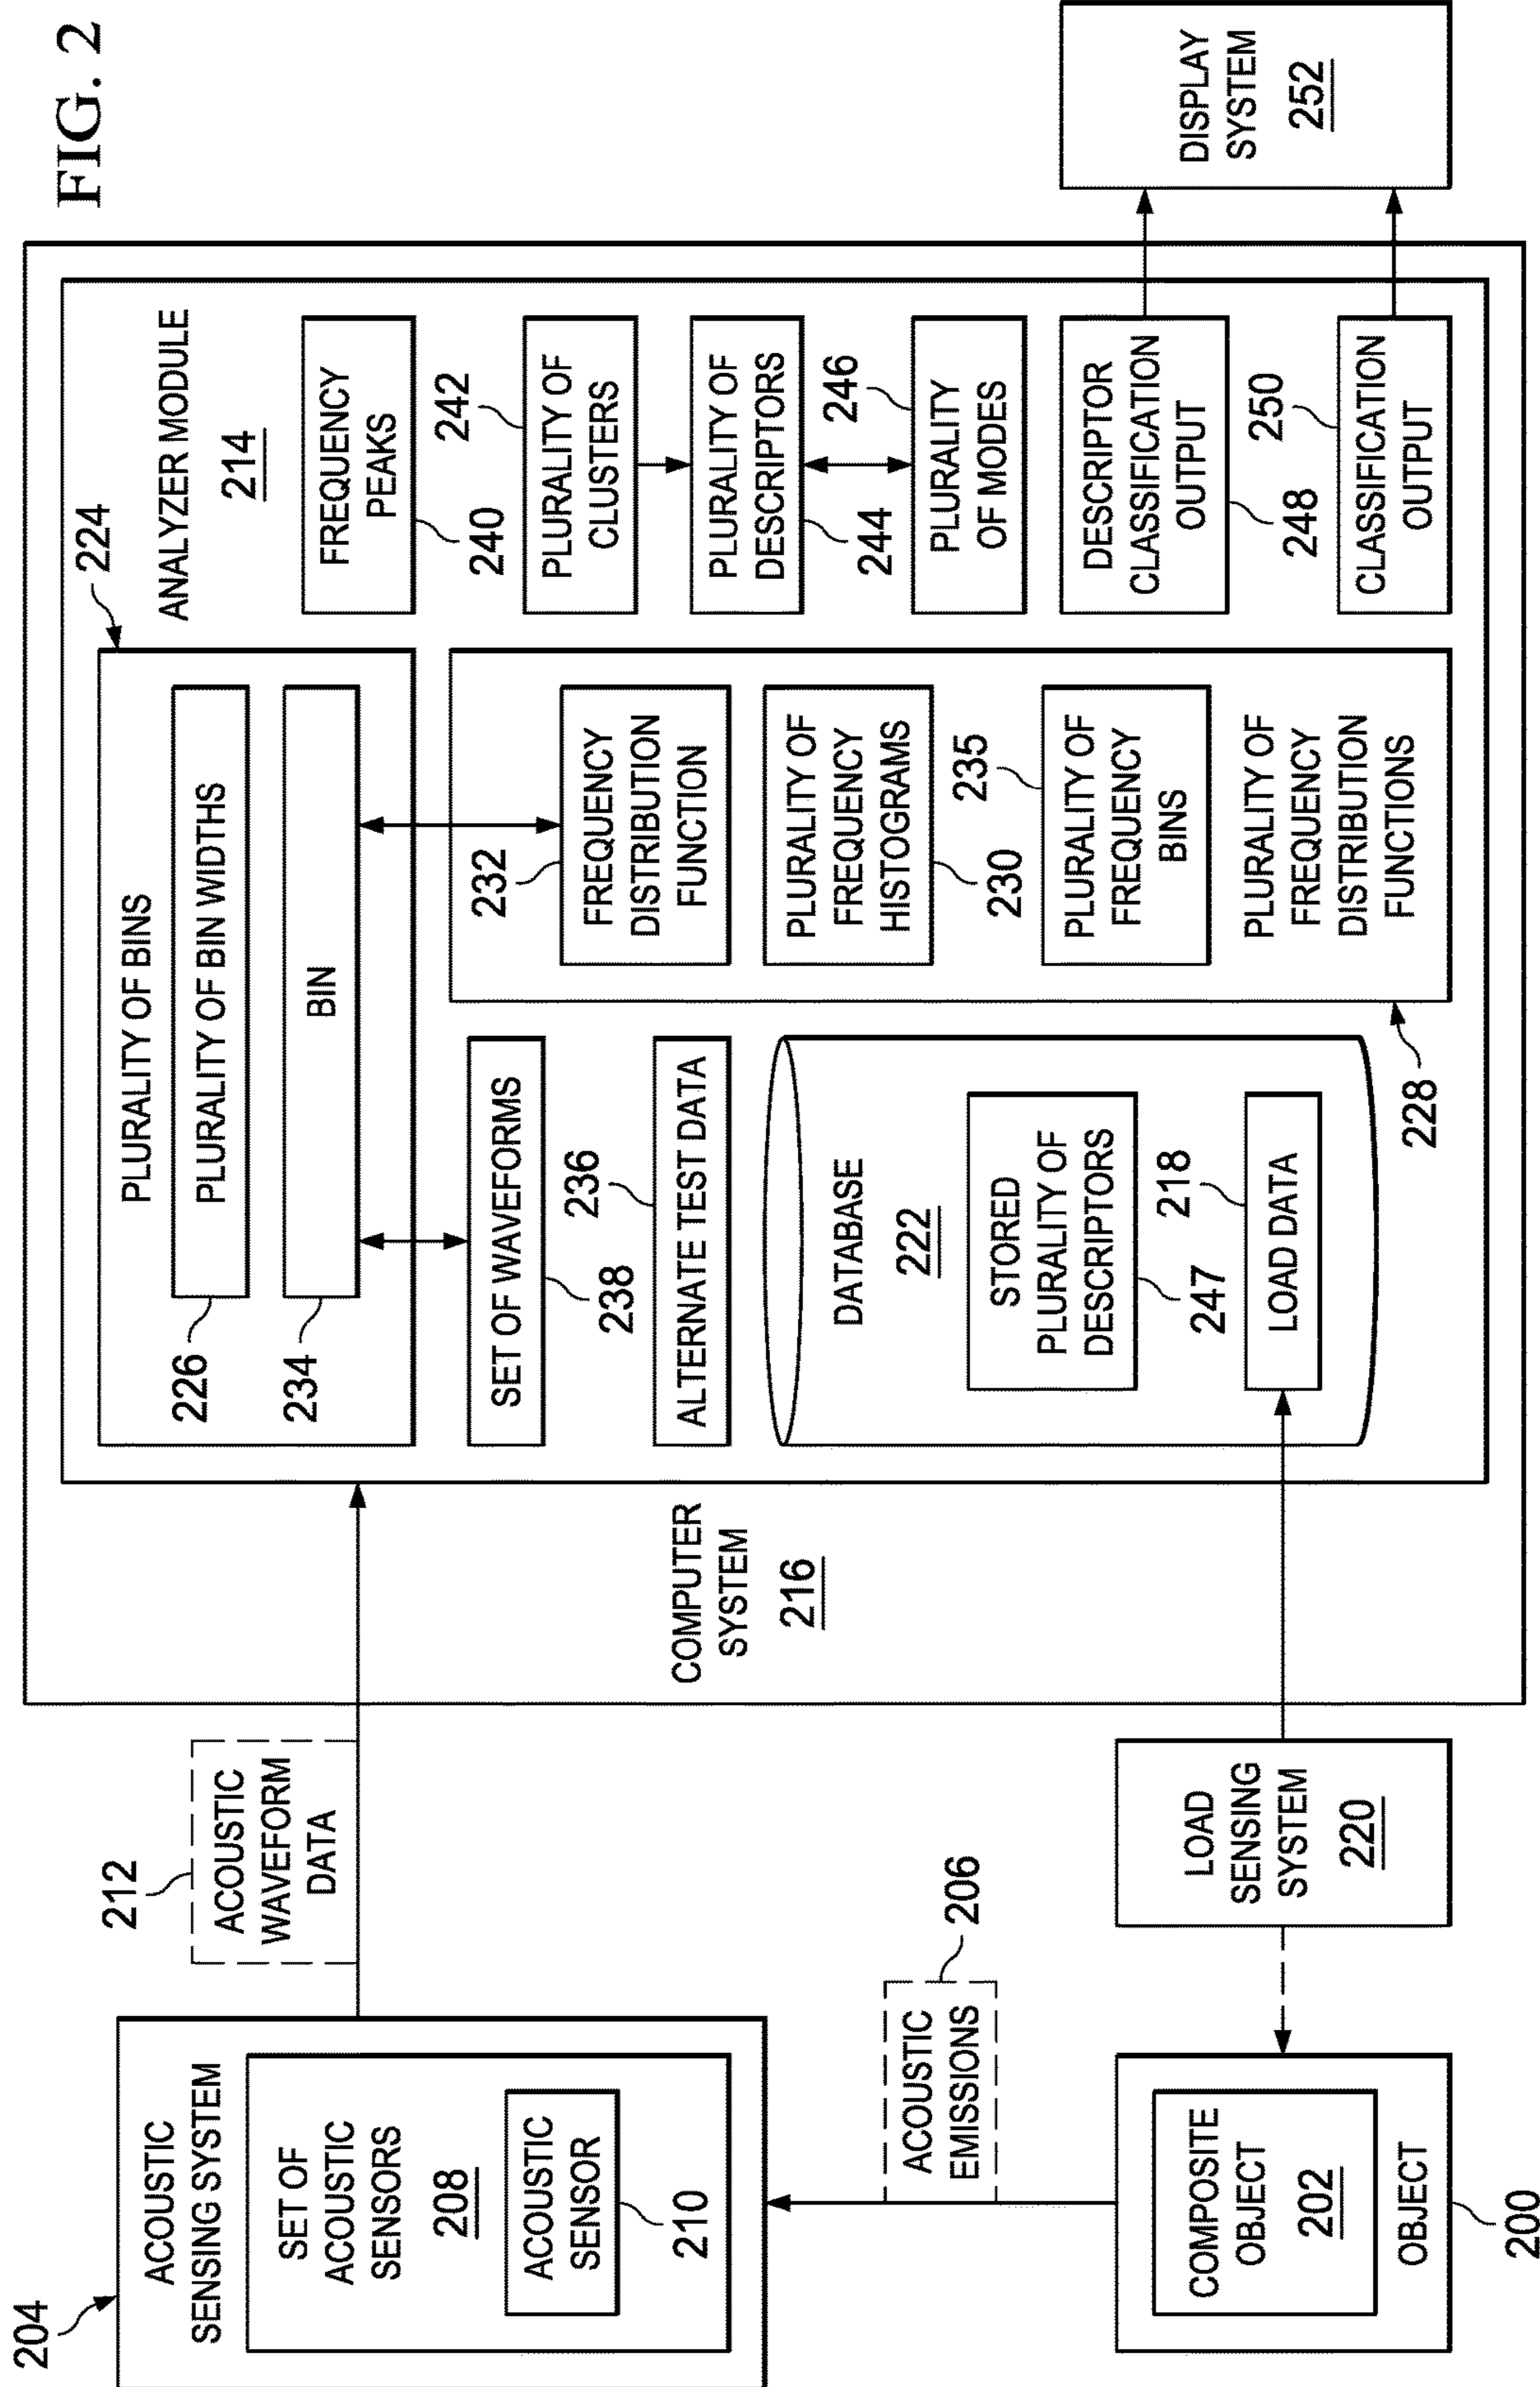 FIG. 2
204
ACOUSTIC
SENSING SYSTEM
SET OF
ACOUSTIC
SENSORS
208
ACOUSTIC
SENSOR
210
212
ACOUSTIC
WAVEFORM
DATA
206
ACOUSTIC
EMISSIONS
COMPOSITE
OBJECT
202
OBJECT
200
LOAD
SENSING
SYSTEM
220
COMPUTER
SYSTEM
216
ANALYZER MODULE
214
224
PLURALITY OF BINS
PLURALITY OF BIN WIDTHS
226
BIN
234
SET OF WAVEFORMS
238
236
ALTERNATE TEST DATA
DATABASE
222
STORED
PLURALITY OF
DESCRIPTORS
247
218
LOAD DATA
232
FREQUENCY
DISTRIBUTION
FUNCTION
PLURALITY OF
FREQUENCY
HISTOGRAMS
230
235
PLURALITY OF
FREQUENCY
BINS
PLURALITY OF
FREQUENCY
DISTRIBUTION
FUNCTIONS
228
FREQUENCY
PEAKS
240
242
PLURALITY OF
CLUSTERS
PLURALITY OF
DESCRIPTORS
244
246
PLURALITY
OF MODES
DESCRIPTOR
CLASSIFICATION
OUTPUT
248
250
CLASSIFICATION
OUTPUT
DISPLAY
SYSTEM
252